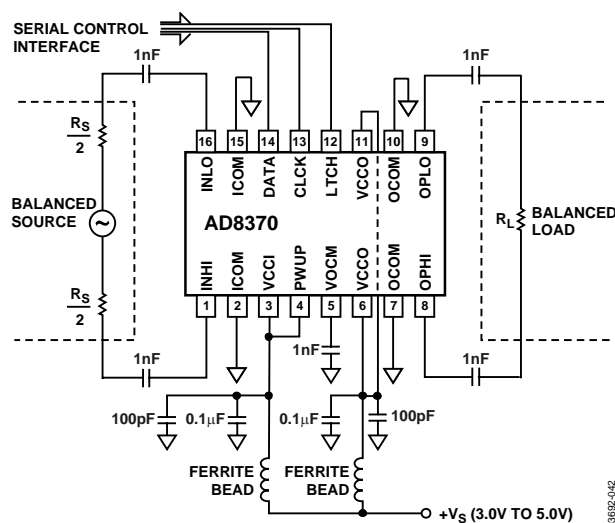 SERIAL CONTROL
INTERFACE
1nF
1nF
RS
2
16
15
14
13
12
11
10
9
INLO
ICOM
DATA
CLCK
LTCH
VCCO
OCOM
OPLO
BALANCED
SOURCE
AD8370
RL
BALANCED
LOAD
INHI
ICOM
VCCI
PWUP
VOCM
VCCO
OCOM
OPHI
RS
2
1
2
3
4
5
6
7
8
1nF
1nF
1nF
100pF
0.1µF
0.1µF
100pF
FERRITE
BEAD
FERRITE
BEAD
+VS (3.0V TO 5.0V)
3692-042